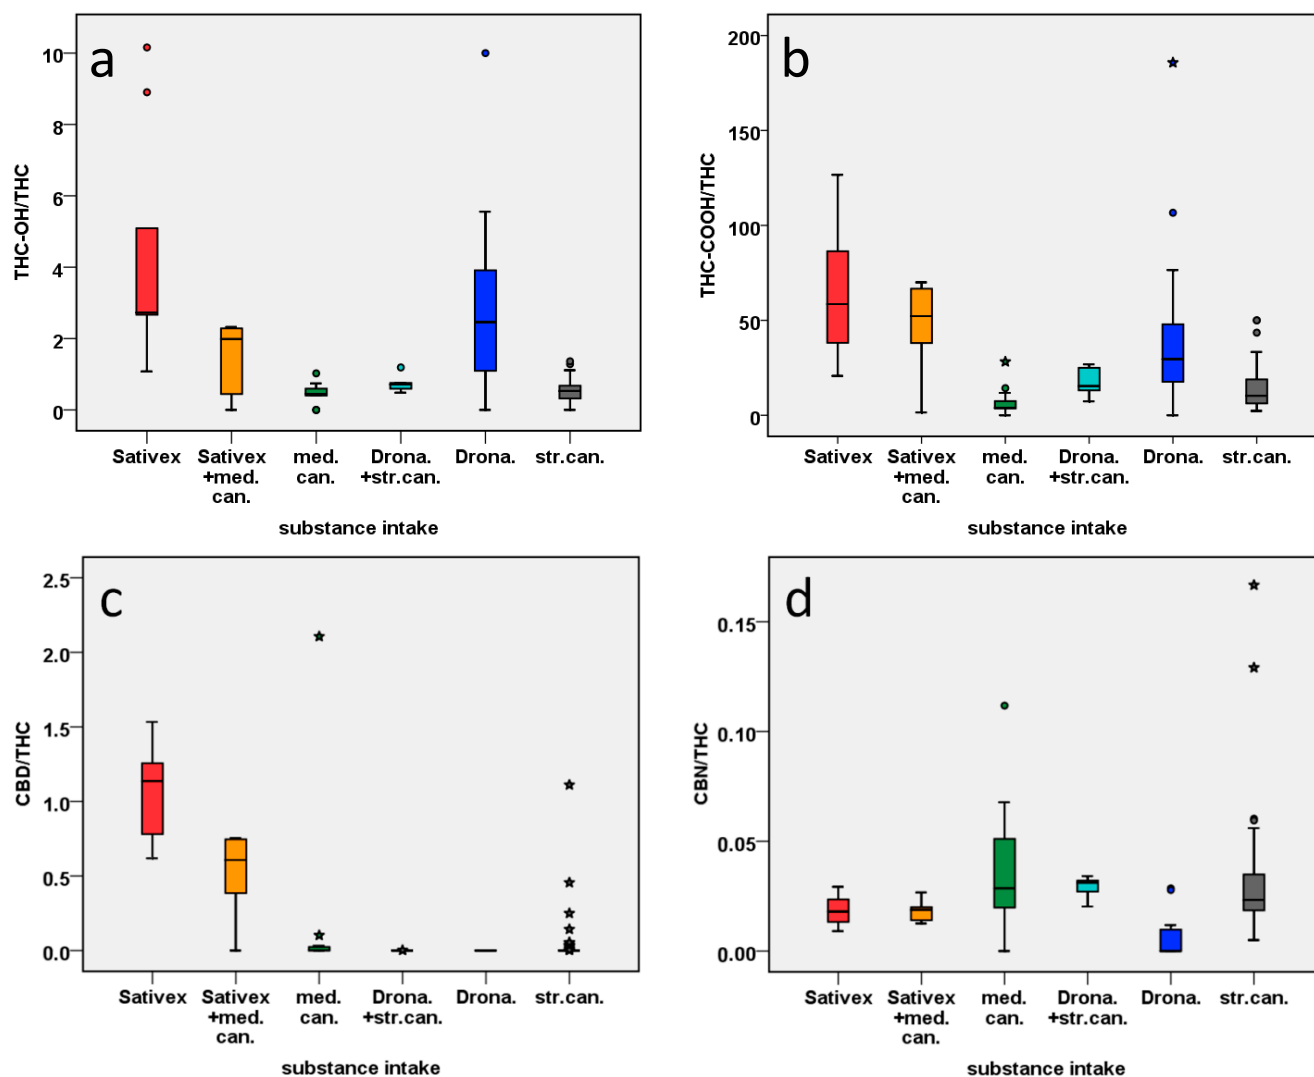 a
THC-OH/THC
10
8
6
4
2
0
Sativex Sativex med. Drona. Drona. str.can.
+med. can. +str.can.
can.
substance intake
b
THC-COOH/THC
200
150
100
50
0
Sativex Sativex med. Drona. Drona. str.can.
+med. can. +str.can.
can.
substance intake
c
CBD/THC
2.5
2.0
1.5
1.0
0.5
0.0
Sativex Sativex med. Drona. Drona. str.can.
+med. can. +str.can.
can.
substance intake
d
CBN/THC
0.15
0.10
0.05
0.00
Sativex Sativex med. Drona. Drona. str.can.
+med. can. +str.can.
can.
substance intake